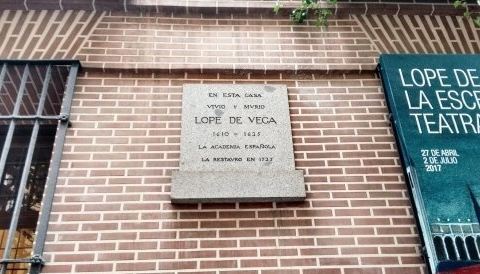 EN ESTA CASA
VIVIO Y MVRIO
LOPE DE VEGA
1610 - 1635
LA ACADEMIA ESPAÑOLA
LA RESTAVRO EN 1935
LOPE DE
LA ESCE
TEATRA
27 DE ABRIL
2 DE JULIO
2017